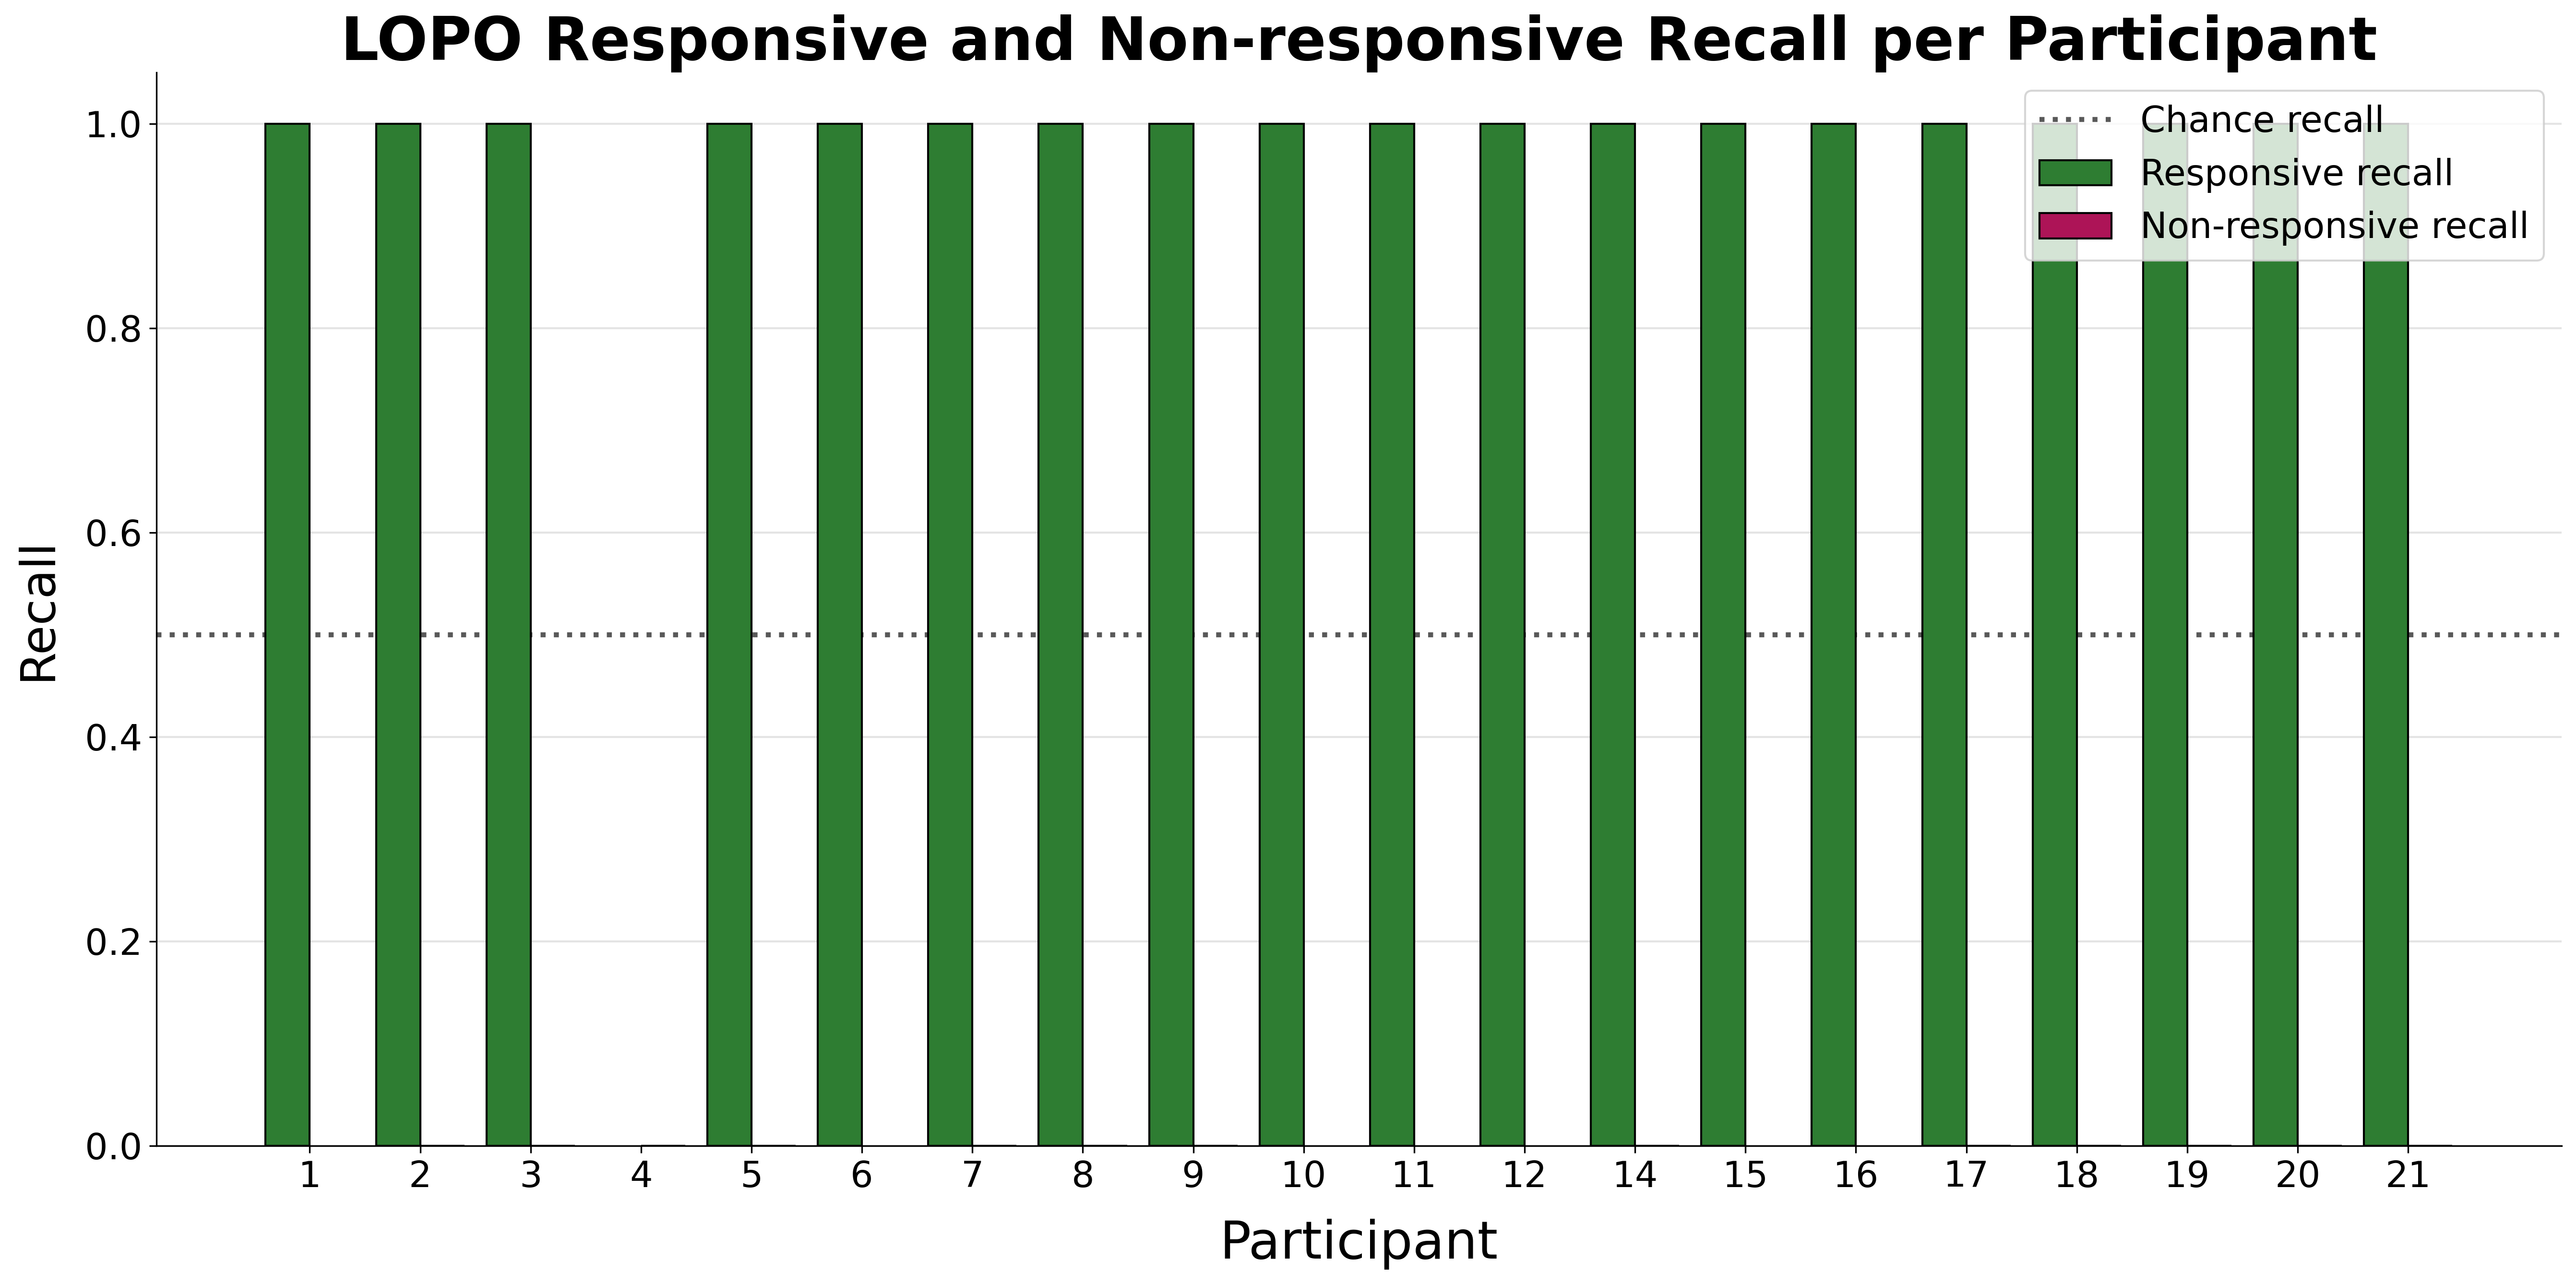 LOPO Responsive and Non-responsive Recall per Participant
Chance recall
Responsive recall
Non-responsive recall
Recall
1.0
0.8
0.6
0.4
0.2
0.0
1 2 3 4 5 6 7 8 9 10 11 12 14 15 16 17 18 19 20 21
Participant